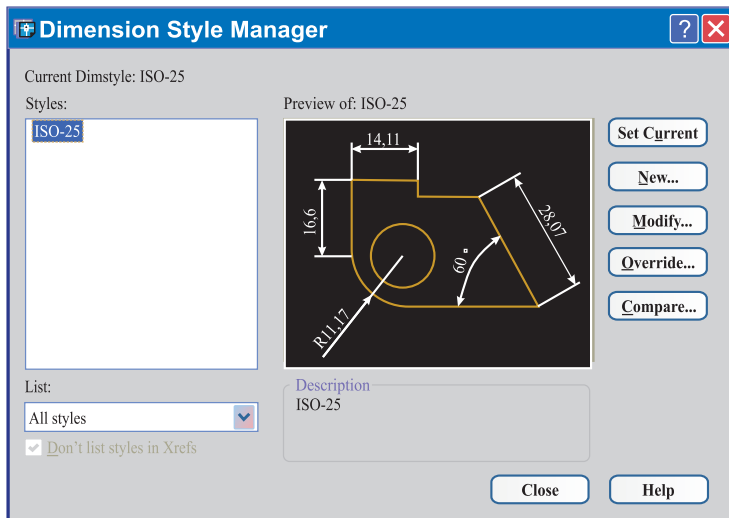 Dimension Style Manager
?
Current Dimstyle: ISO-25
Styles:
ISO-25
Preview of: ISO-25
14,11
16,6
28,07
60°
R11,17
Set Current
New...
Modify...
Override...
Compare...
List:
All styles
Don't list styles in Xrefs
Description
ISO-25
Close
Help